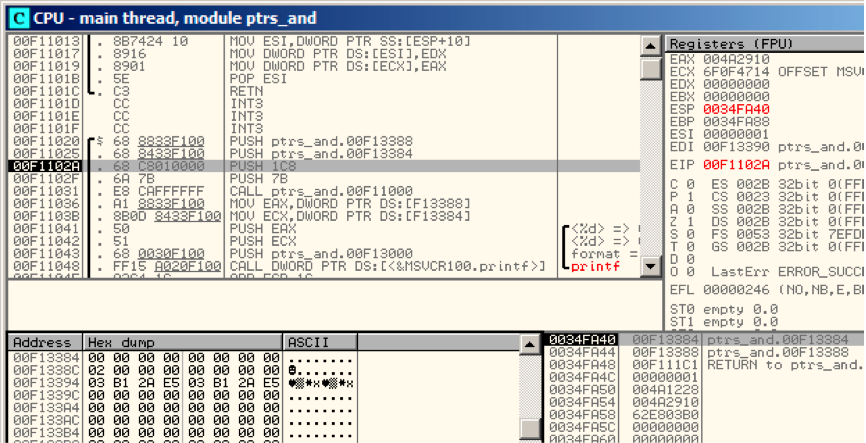 C CPU - main thread, module ptrs_and
00F11013 . 8B7424 10 MOV ESI,DWORD PTR SS:[ESP+10]
00F11017 . 8916 MOV DWORD PTR DS:[ESI],EDX
00F11019 . 8901 MOV DWORD PTR DS:[ECX],EAX
00F1101B . 5E POP ESI
00F1101C . C3 RETN
00F1101D CC INT3
00F1101E CC INT3
00F1101F CC INT3
00F11020 $ 68 8833F100 PUSH ptrs_and.00F13388
00F11025 . 68 8433F100 PUSH ptrs_and.00F13384
00F1102A . 68 C8010000 PUSH 1C8
00F1102F . 6A 7B PUSH 7B
00F11031 . E8 CAFFFFFF CALL ptrs_and.00F11000
00F11036 . A1 8833F100 MOV EAX,DWORD PTR DS:[F13388]
00F1103B . 8B0D 8433F100 MOV ECX,DWORD PTR DS:[F13384]
00F11041 . 50 PUSH EAX <%d> =>
00F11042 . 51 PUSH ECX <%d> =>
00F11043 . 68 0030F100 PUSH ptrs_and.00F13000 format =
00F11048 . FF15 A020F100 CALL DWORD PTR DS:[<&MSVCR100.printf>] printf
Registers (FPU)
EAX 004A2910
ECX 6F0F4714 OFFSET MSV
EDX 00000000
EBX 00000000
ESP 0034FA40
EBP 0034FA88
ESI 00000001
EDI 00F13390 ptrs_and.0
EIP 00F1102A ptrs_and.0
C 0 ES 002B 32bit 0(FF
P 1 CS 0023 32bit 0(FF
A 0 SS 002B 32bit 0(FF
Z 1 DS 002B 32bit 0(FF
S 0 FS 0053 32bit 7EFD
T 0 GS 002B 32bit 0(FF
D 0
O 0 LastErr ERROR_SUCC
EFL 00000246 (NO,NB,E,B
ST0 empty 0.0
ST1 empty 0.0
Address Hex dump ASCII
00F13384 00 00 00 00 00 00 00 00 ........
00F1338C 02 00 00 00 00 00 00 00
00F13394 03 B1 2A E5 03 B1 2A E5
00F1339C 00 00 00 00 00 00 00 00 ........
00F133A4 00 00 00 00 00 00 00 00 ........
00F133AC 00 00 00 00 00 00 00 00 ........
00F133B4 00 00 00 00 00 00 00 00
0034FA40 00F13384 ptrs_and.00F13384
0034FA44 00F13388 ptrs_and.00F13388
0034FA48 00F111C1 RETURN to ptrs_and.
0034FA4C 00000001
0034FA50 004A1228
0034FA54 004A2910
0034FA58 62E803B0
0034FA5C 00000000
0034FA60 00000000